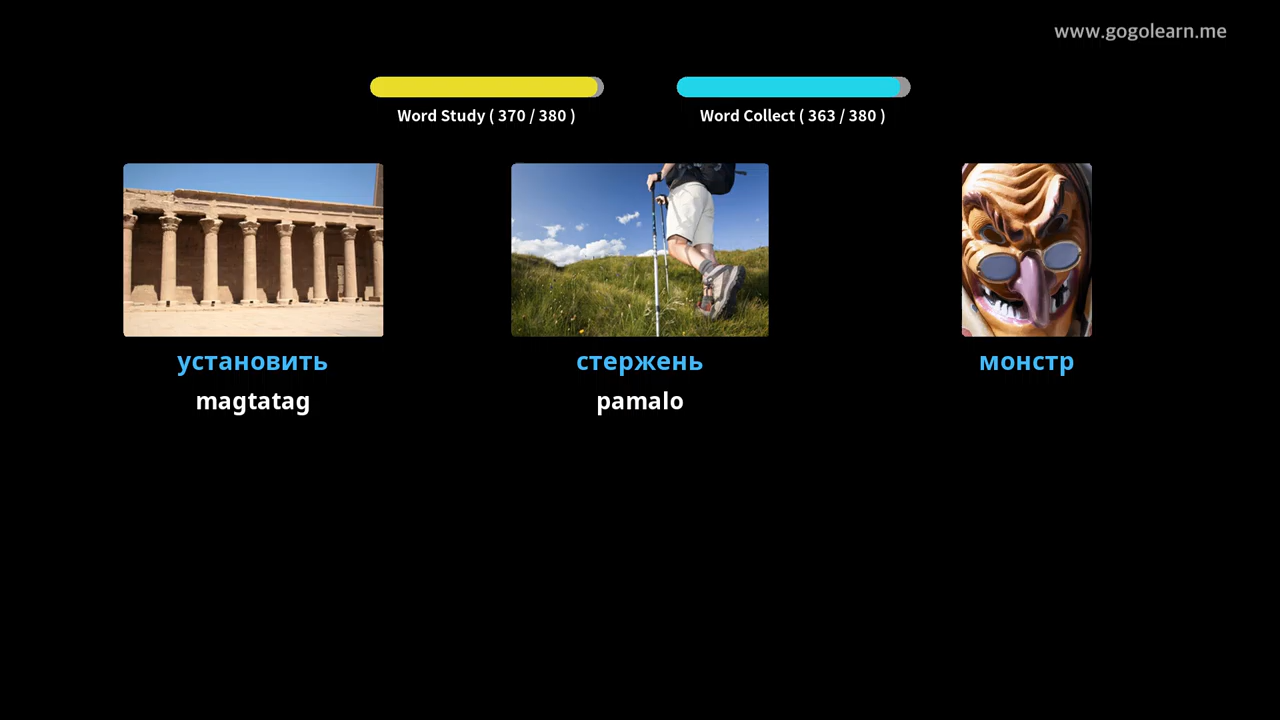 www.gogolearn.me
Word Study ( 370 / 380 )
Word Collect ( 363 / 380 )
установить
стержень
монстр
magtatag
pamalo